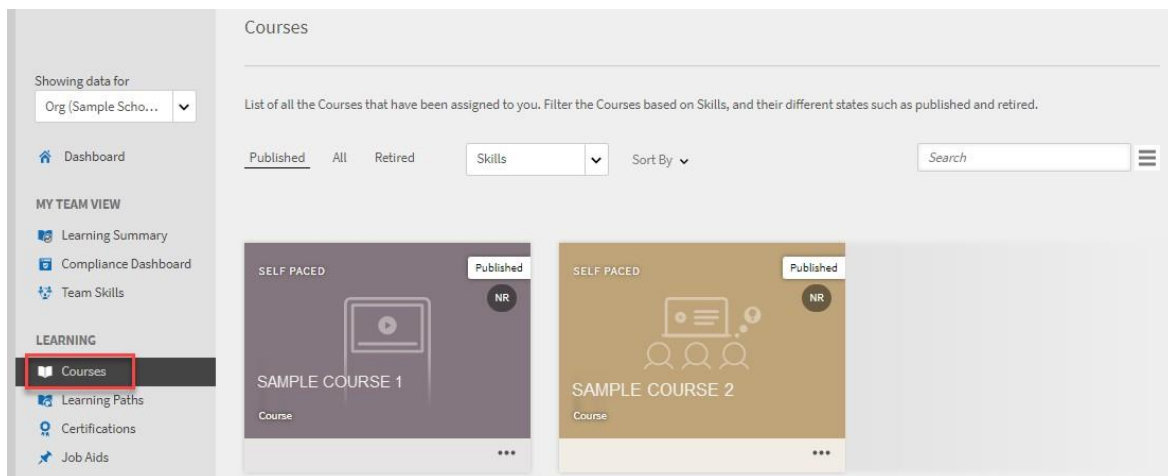 Courses
Showing data for
Org (Sample Scho...
List of all the Courses that have been assigned to you. Filter the Courses based on Skills, and their different states such as published and retired.
Dashboard
Published All Retired Skills Sort By Search
MY TEAM VIEW
Learning Summary
Compliance Dashboard
Team Skills
LEARNING
Courses
Learning Paths
Certifications
Job Aids
SELF PACED Published
NR
SAMPLE COURSE 1
Course
...
SELF PACED Published
NR
SAMPLE COURSE 2
Course
...